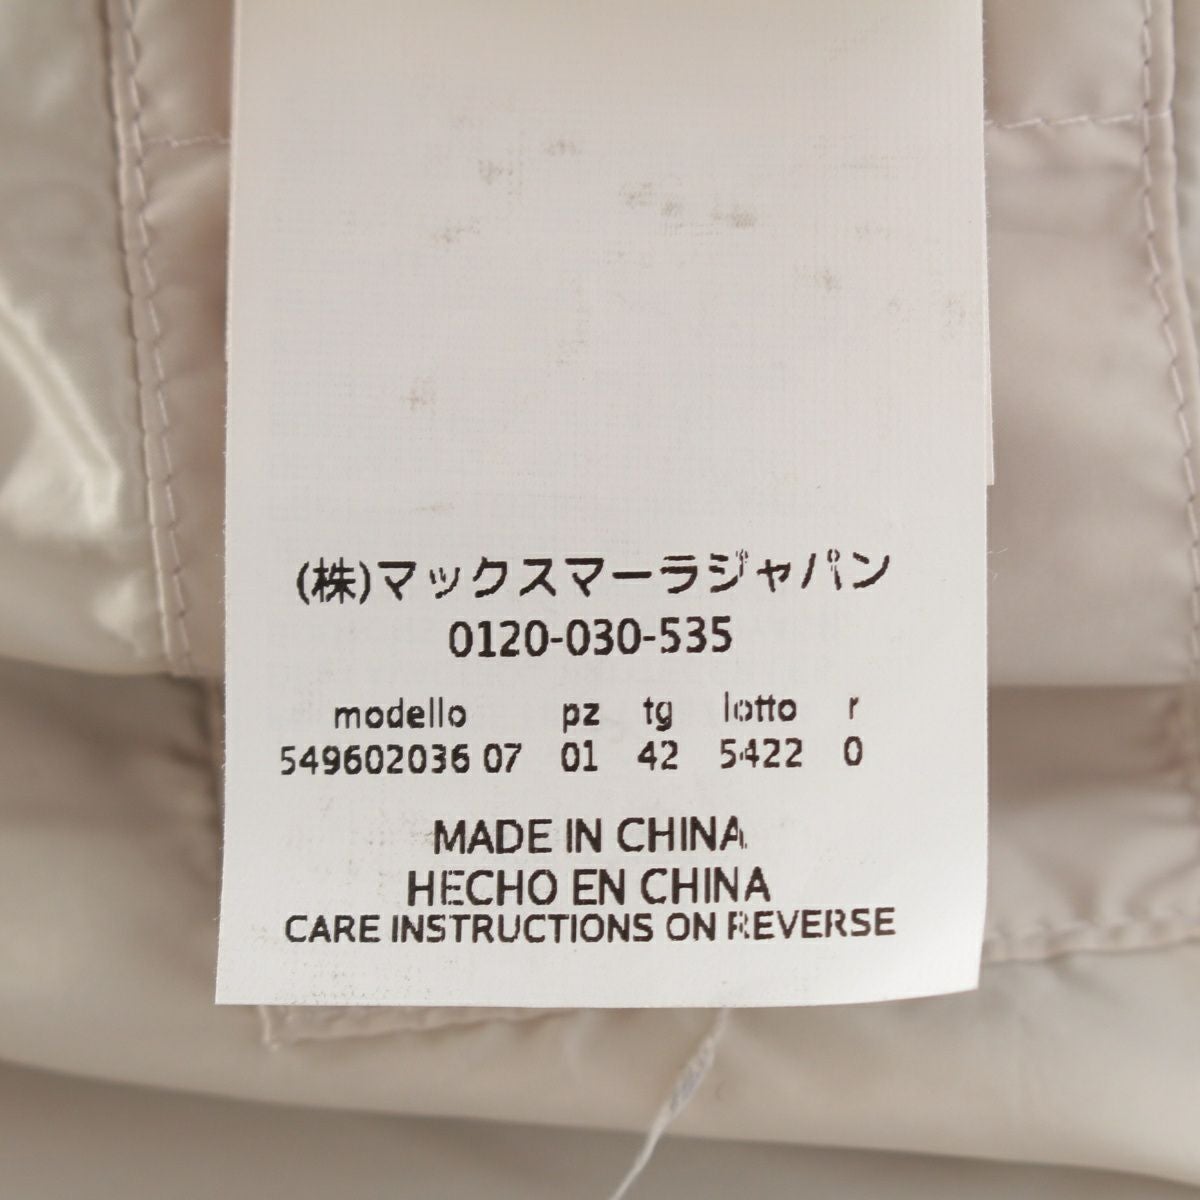 (株)マックスマーラジャパン
0120-030-535
modello pz tg lotto r
549602036 07 01 42 5422 0
MADE IN CHINA
HECHO EN CHINA
CARE INSTRUCTIONS ON REVERSE